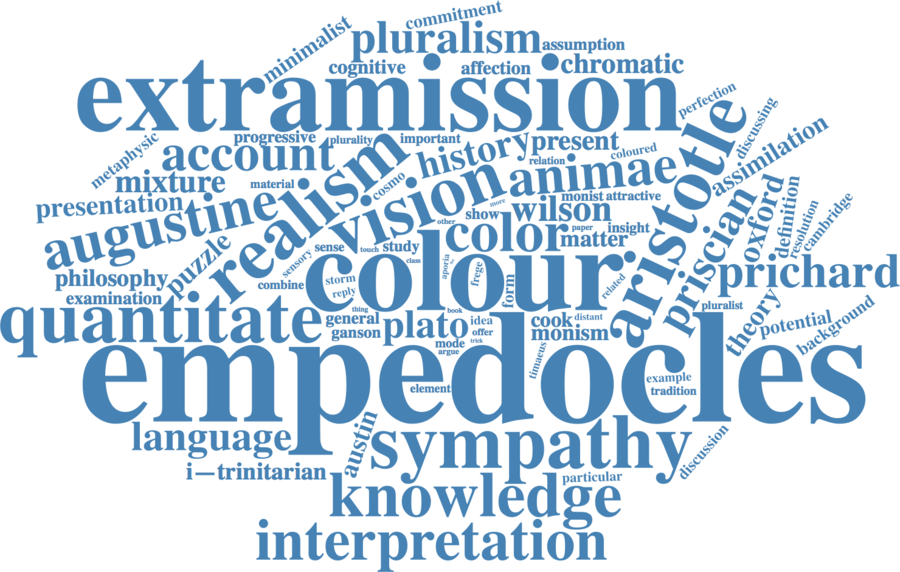 commitment
minimalist
pluralism
assumption
cognitive
affection
chromatic
extramission
perfection
progressive
plurality
important
discussing
metaphysic
account
history
present
relation
coloured
aristotle
assimilation
mixture
material
realism
cosmo
vision
animae
monist
attractive
presentation
augustine
more
show
wilson
priscian
oxford
definition
resolution
cambridge
other
color
paper
insight
matter
puzzle
sensory
sense
touch
study
class
aporia
frege
form
colour
related
prichard
philosophy
combine
storm
reply
examination
thing
book
pluralist
quantitate
general
ganson
plato
idea
offer
trick
mode
argue
cook
distant
monism
theory
potential
background
empedocles
timaeus
element
example
tradition
language
austin
sympathy
discussion
i—trinitarian
particular
knowledge
interpretation